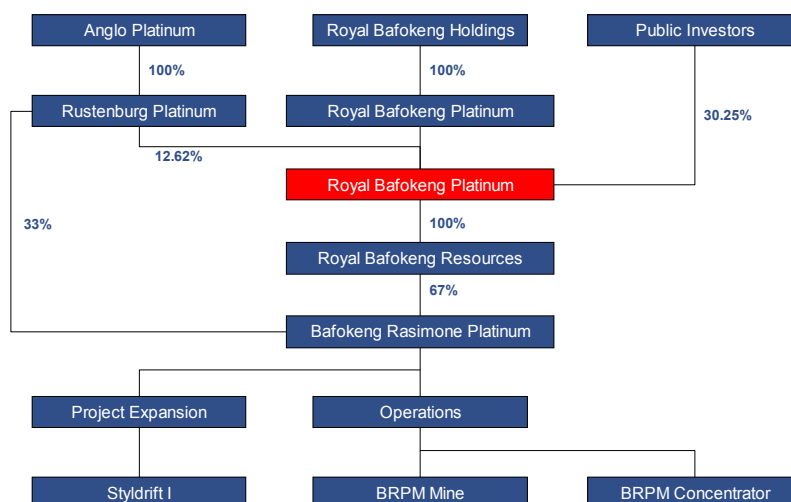 Anglo Platinum
Royal Bafokeng Holdings
Public Investors
100%
100%
Rustenburg Platinum
Royal Bafokeng Platinum
30.25%
12.62%
Royal Bafokeng Platinum
33%
100%
Royal Bafokeng Resources
67%
Bafokeng Rasimone Platinum
Project Expansion
Operations
Styldrift I
BRPM Mine
BRPM Concentrator